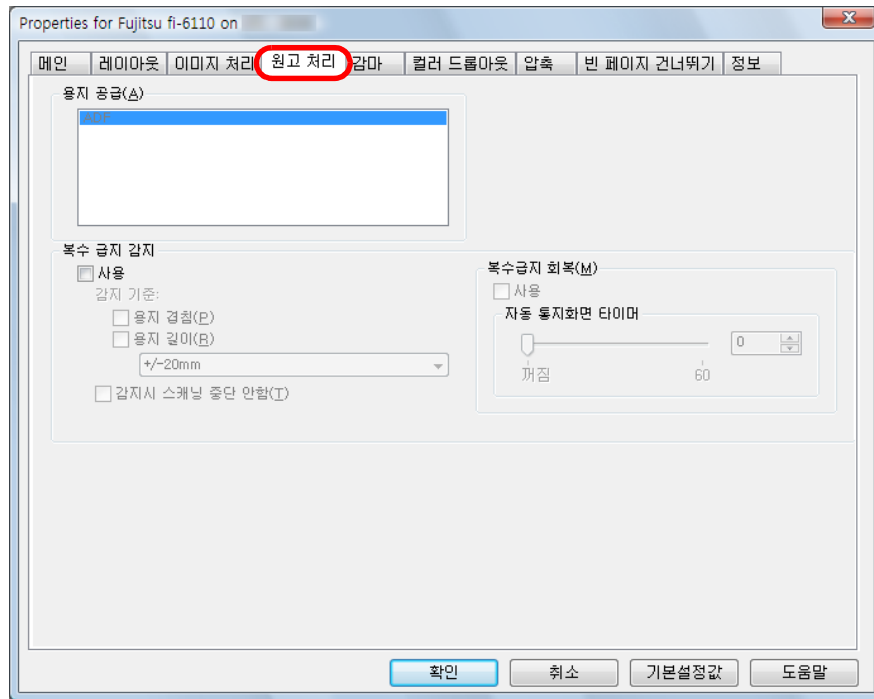 Properties for Fujitsu fi-6110 on
메인 레이아웃 이미지 처리 원고 처리 감마 컬러 드롭아웃 압축 빈 페이지 건너뛰기 정보
용지 공급(A)
ADF
복수 급지 감지
사용
감지 기준:
용지 겹침(P)
용지 길이(R)
+/-20mm
감지시 스캐닝 중단 안함(T)
복수급지 회복(M)
사용
자동 통지화면 타이머
0
꺼짐 60
확인 취소 기본설정값 도움말